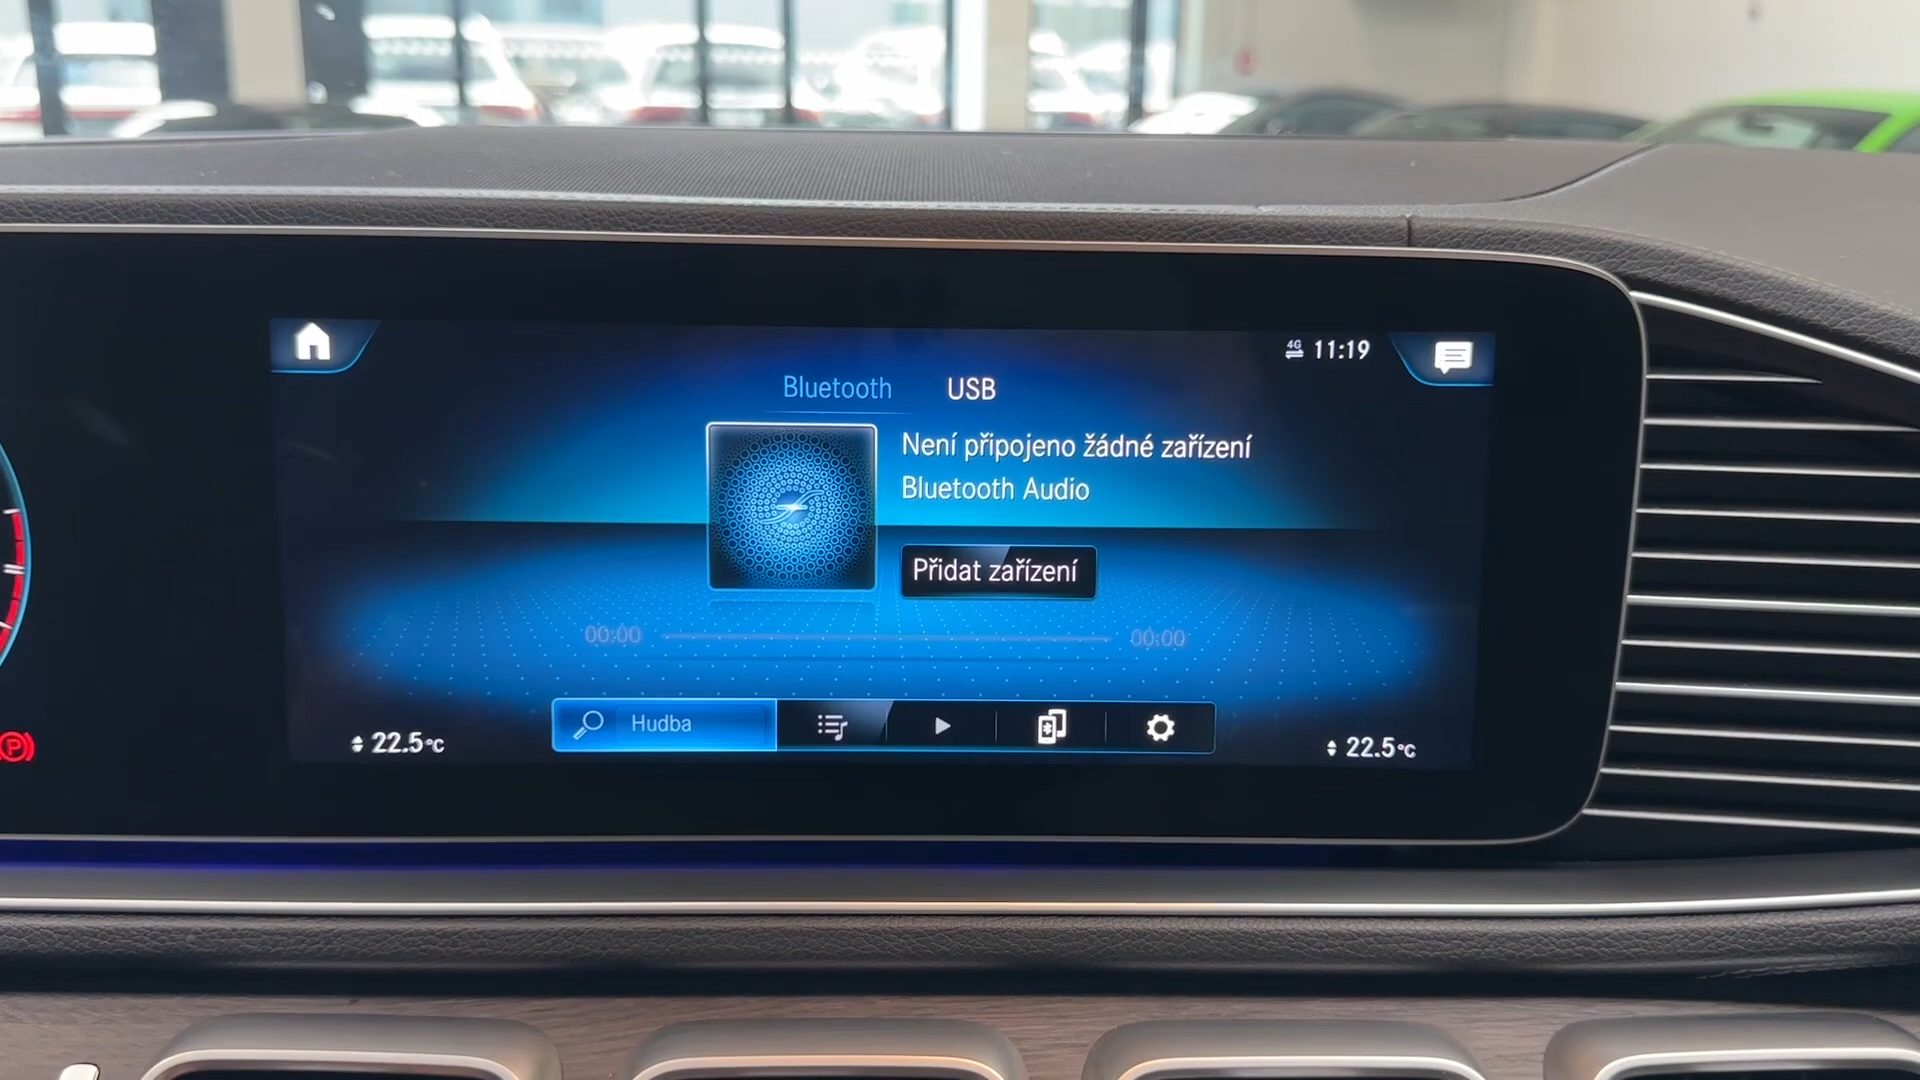 4G 11:19
Bluetooth USB
Není připojeno žádné zařízení
Bluetooth Audio
Přidat zařízení
00:00 00:00
Hudba
22.5°C 22.5°C
P